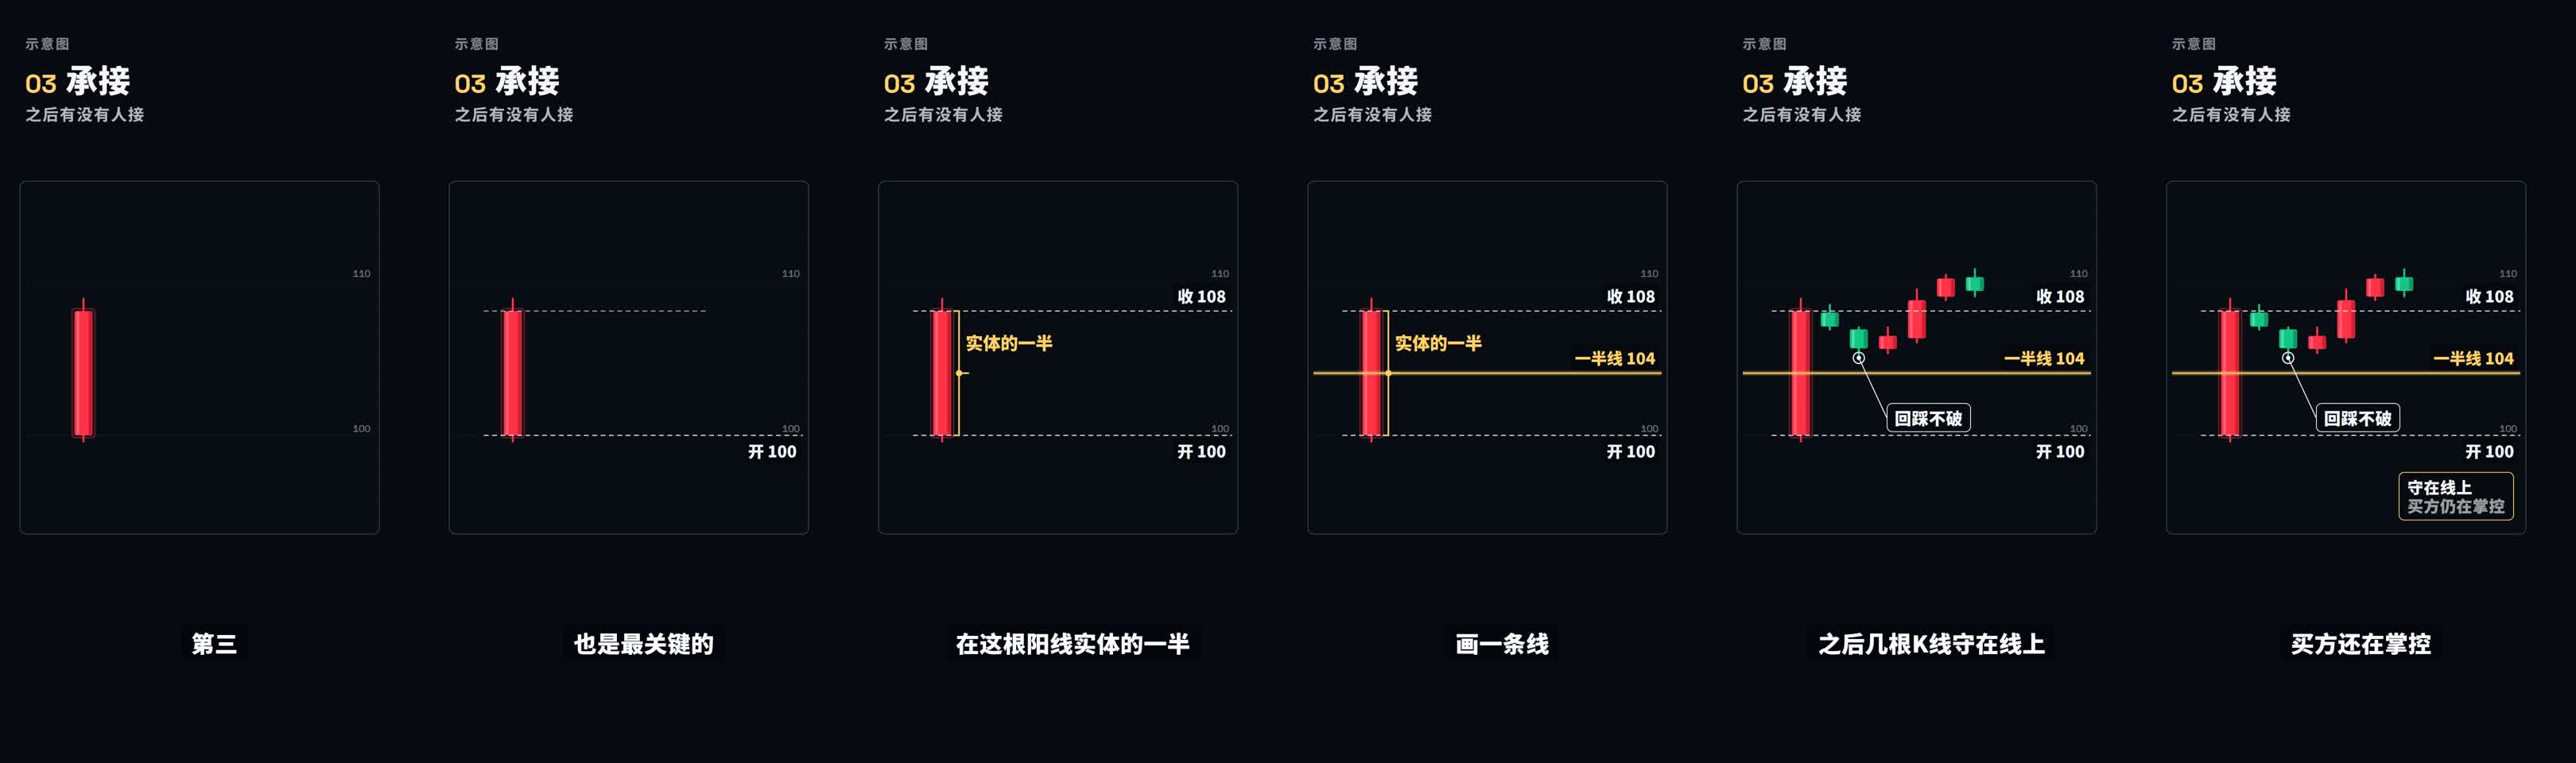 示意图
03 承接
之后有没有人接
110
100
第三
示意图
03 承接
之后有没有人接
110
100
开 100
也是最关键的
示意图
03 承接
之后有没有人接
110
收 108
实体的一半
100
开 100
在这根阳线实体的一半
示意图
03 承接
之后有没有人接
110
收 108
实体的一半
一半线 104
100
开 100
画一条线
示意图
03 承接
之后有没有人接
110
收 108
一半线 104
回踩不破
100
开 100
之后几根K线守在线上
示意图
03 承接
之后有没有人接
110
收 108
一半线 104
回踩不破
100
开 100
守在线上
买方仍在掌控
买方还在掌控